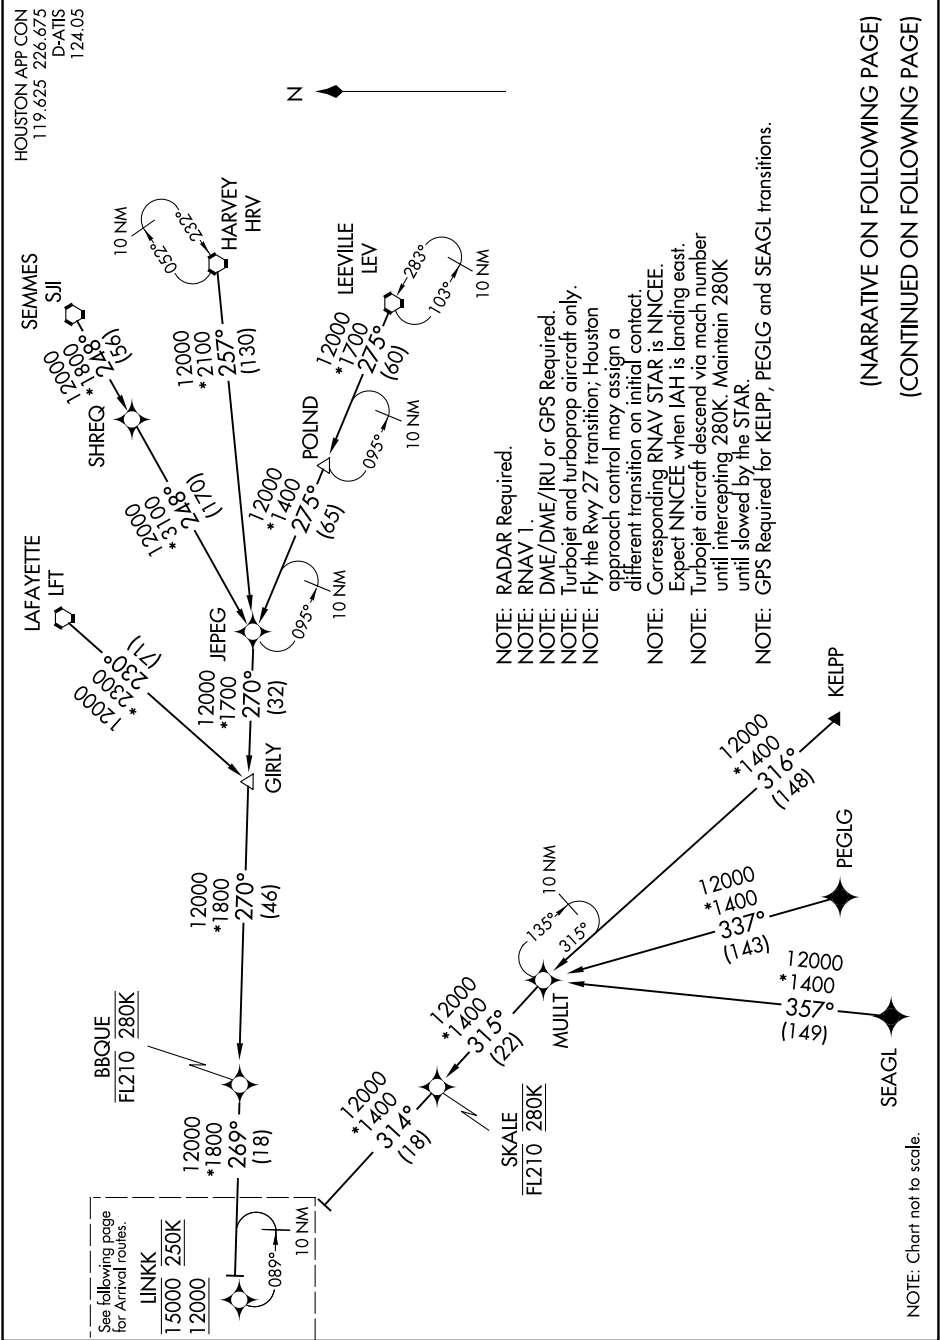 HOUSTON APP CON
119.625 226.675
D-ATIS
124.05
N
SEMMES
SJI
12000
*1800
248°
(56)
SHREQ
12000
*3100
248°
(170)
10 NM
052°
232°
HARVEY
HRV
12000
*2100
257°
(130)
LEEVILLE
LEV
283°
103°
10 NM
12000
*1700
275°
(60)
POLND
095°
10 NM
12000
*1400
275°
(65)
LAFAYETTE
LFT
12000
*2300
230°
(71)
JEPEG
095°
10 NM
12000
*1700
270°
(32)
GIRLY
12000
*1800
270°
(46)
BBQUE
FL210 280K
12000
*1800
269°
(18)
See following page
for Arrival routes.
LINKK
15000 250K
12000
089°
10 NM
12000
*1400
314°
(18)
SKALE
FL210 280K
12000
*1400
315°
(22)
MULLT
135°
315°
10 NM
12000
*1400
316°
(148)
KELPP
12000
*1400
337°
(143)
PEGLG
12000
*1400
357°
(149)
SEAGL
NOTE: RADAR Required.
NOTE: RNAV 1.
NOTE: DME/DME/IRU or GPS Required.
NOTE: Turbojet and turboprop aircraft only.
NOTE: Fly the Rwy 27 transition; Houston
approach control may assign a
different transition on initial contact.
NOTE: Corresponding RNAV STAR is NNCEE.
Expect NNCEE when IAH is landing east.
NOTE: Turbojet aircraft descend via mach number
until intercepting 280K. Maintain 280K
until slowed by the STAR.
NOTE: GPS Required for KELPP, PEGLG and SEAGL transitions.
(NARRATIVE ON FOLLOWING PAGE)
(CONTINUED ON FOLLOWING PAGE)
NOTE: Chart not to scale.